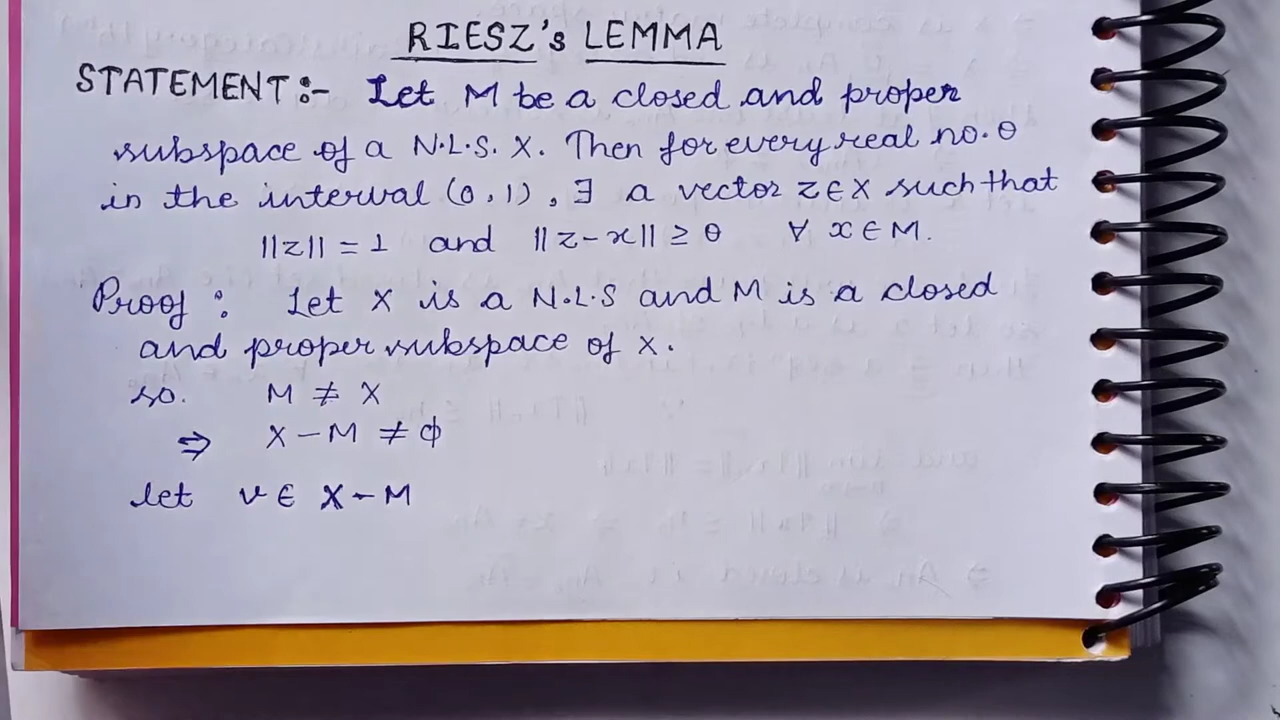 RIESZ's LEMMA
STATEMENT :- Let M be a closed and proper
subspace of a N.L.S. X. Then for every real no. θ
in the interval (0,1), ∃ a vector z ∈ X such that
||z|| = 1 and ||z-x|| ≥ θ ∀ x ∈ M.
Proof : Let X is a N.L.S and M is a closed
and proper subspace of X.
so. M ≠ X
⇒ X - M ≠ ϕ
let v ∈ X - M